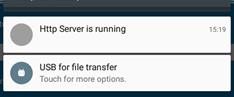 Http Server is running
15:19
USB for file transfer
Touch for more options.